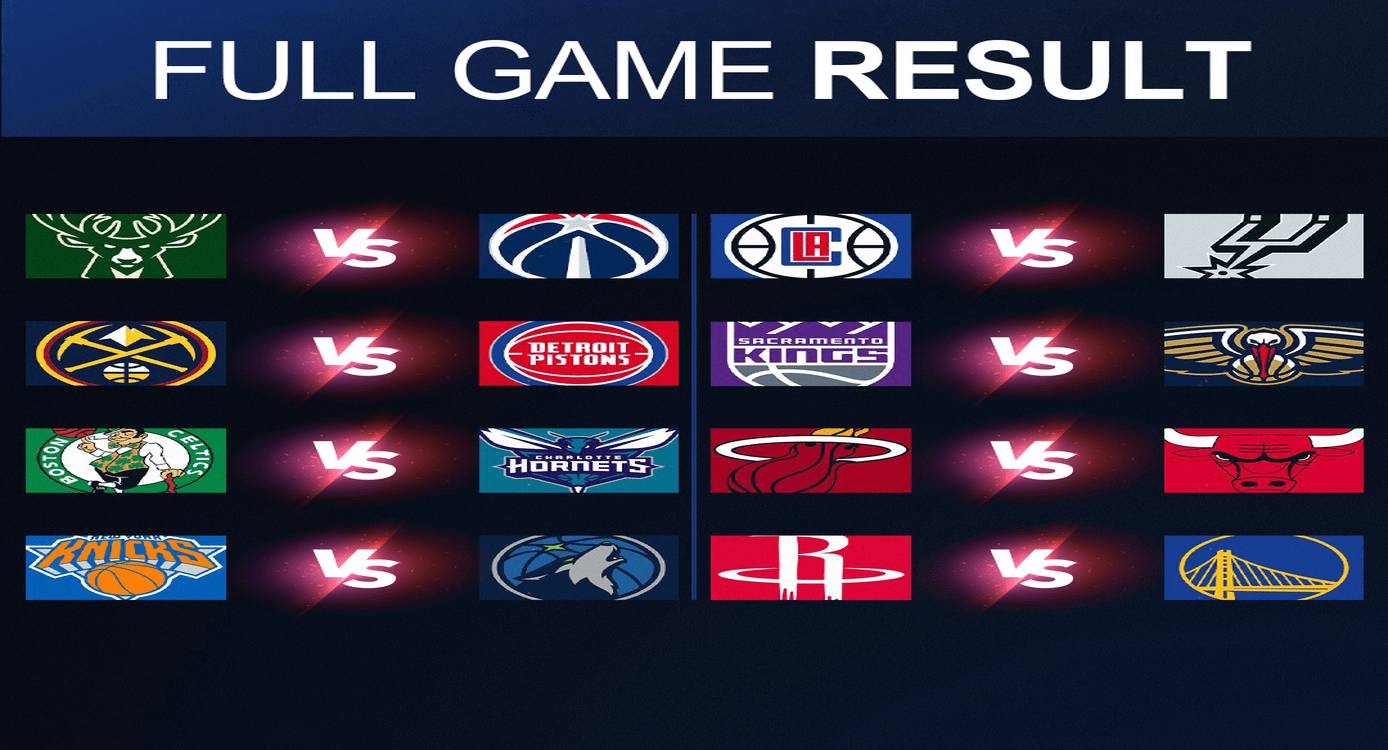 FULL GAME RESULT
VS
LAC
VS
VS
DETROIT
PISTONS
SACRAMENTO
KINGS
VS
BOSTON CELTICS
VS
CHARLOTTE
HORNETS
VS
NEW YORK
KNICKS
VS
R
VS